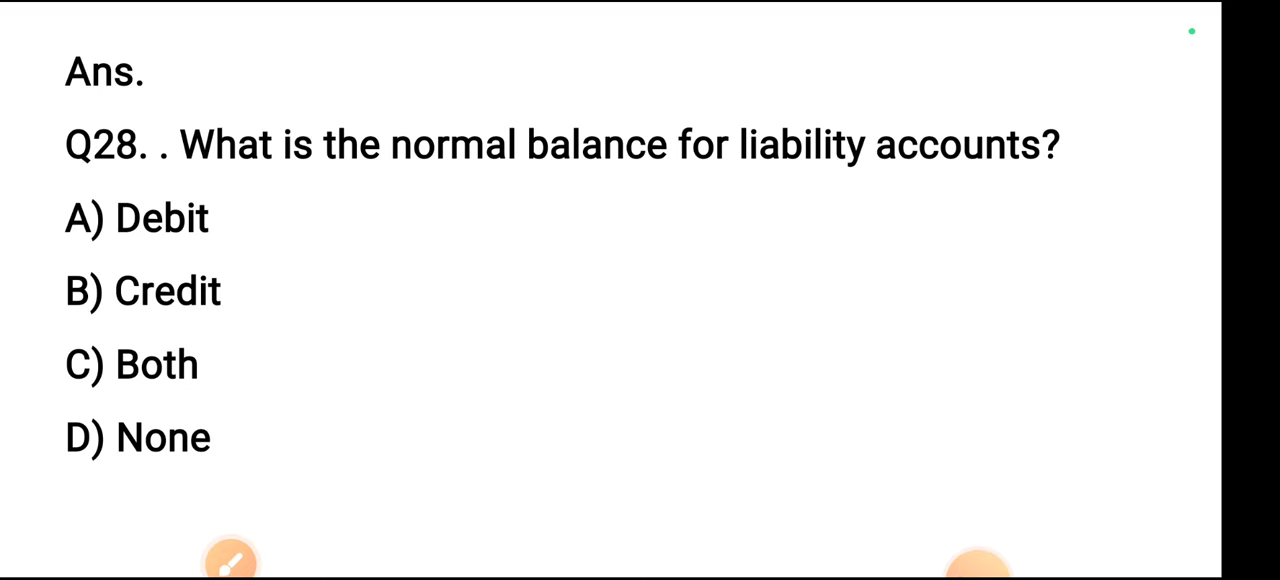 Ans.
Q28. . What is the normal balance for liability accounts?
A) Debit
B) Credit
C) Both
D) None